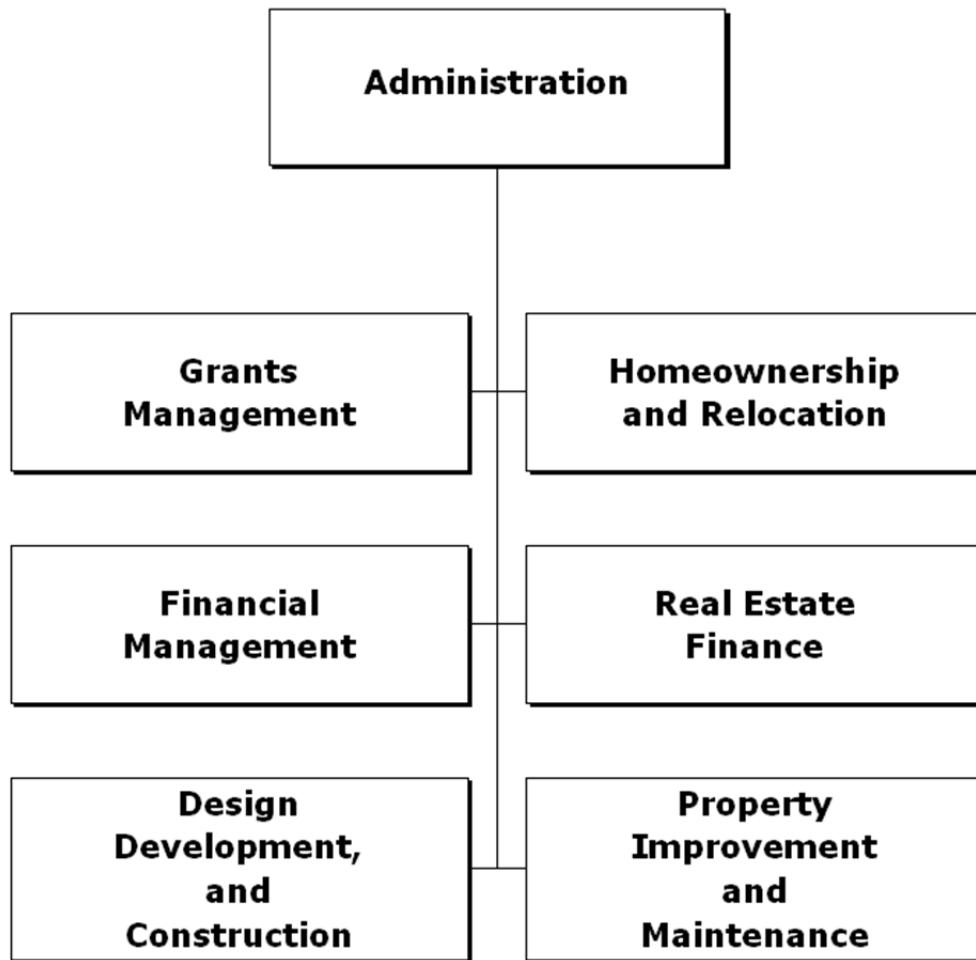 Administration
Grants
Management
Homeownership
and Relocation
Financial
Management
Real Estate
Finance
Design
Development,
and
Construction
Property
Improvement
and
Maintenance